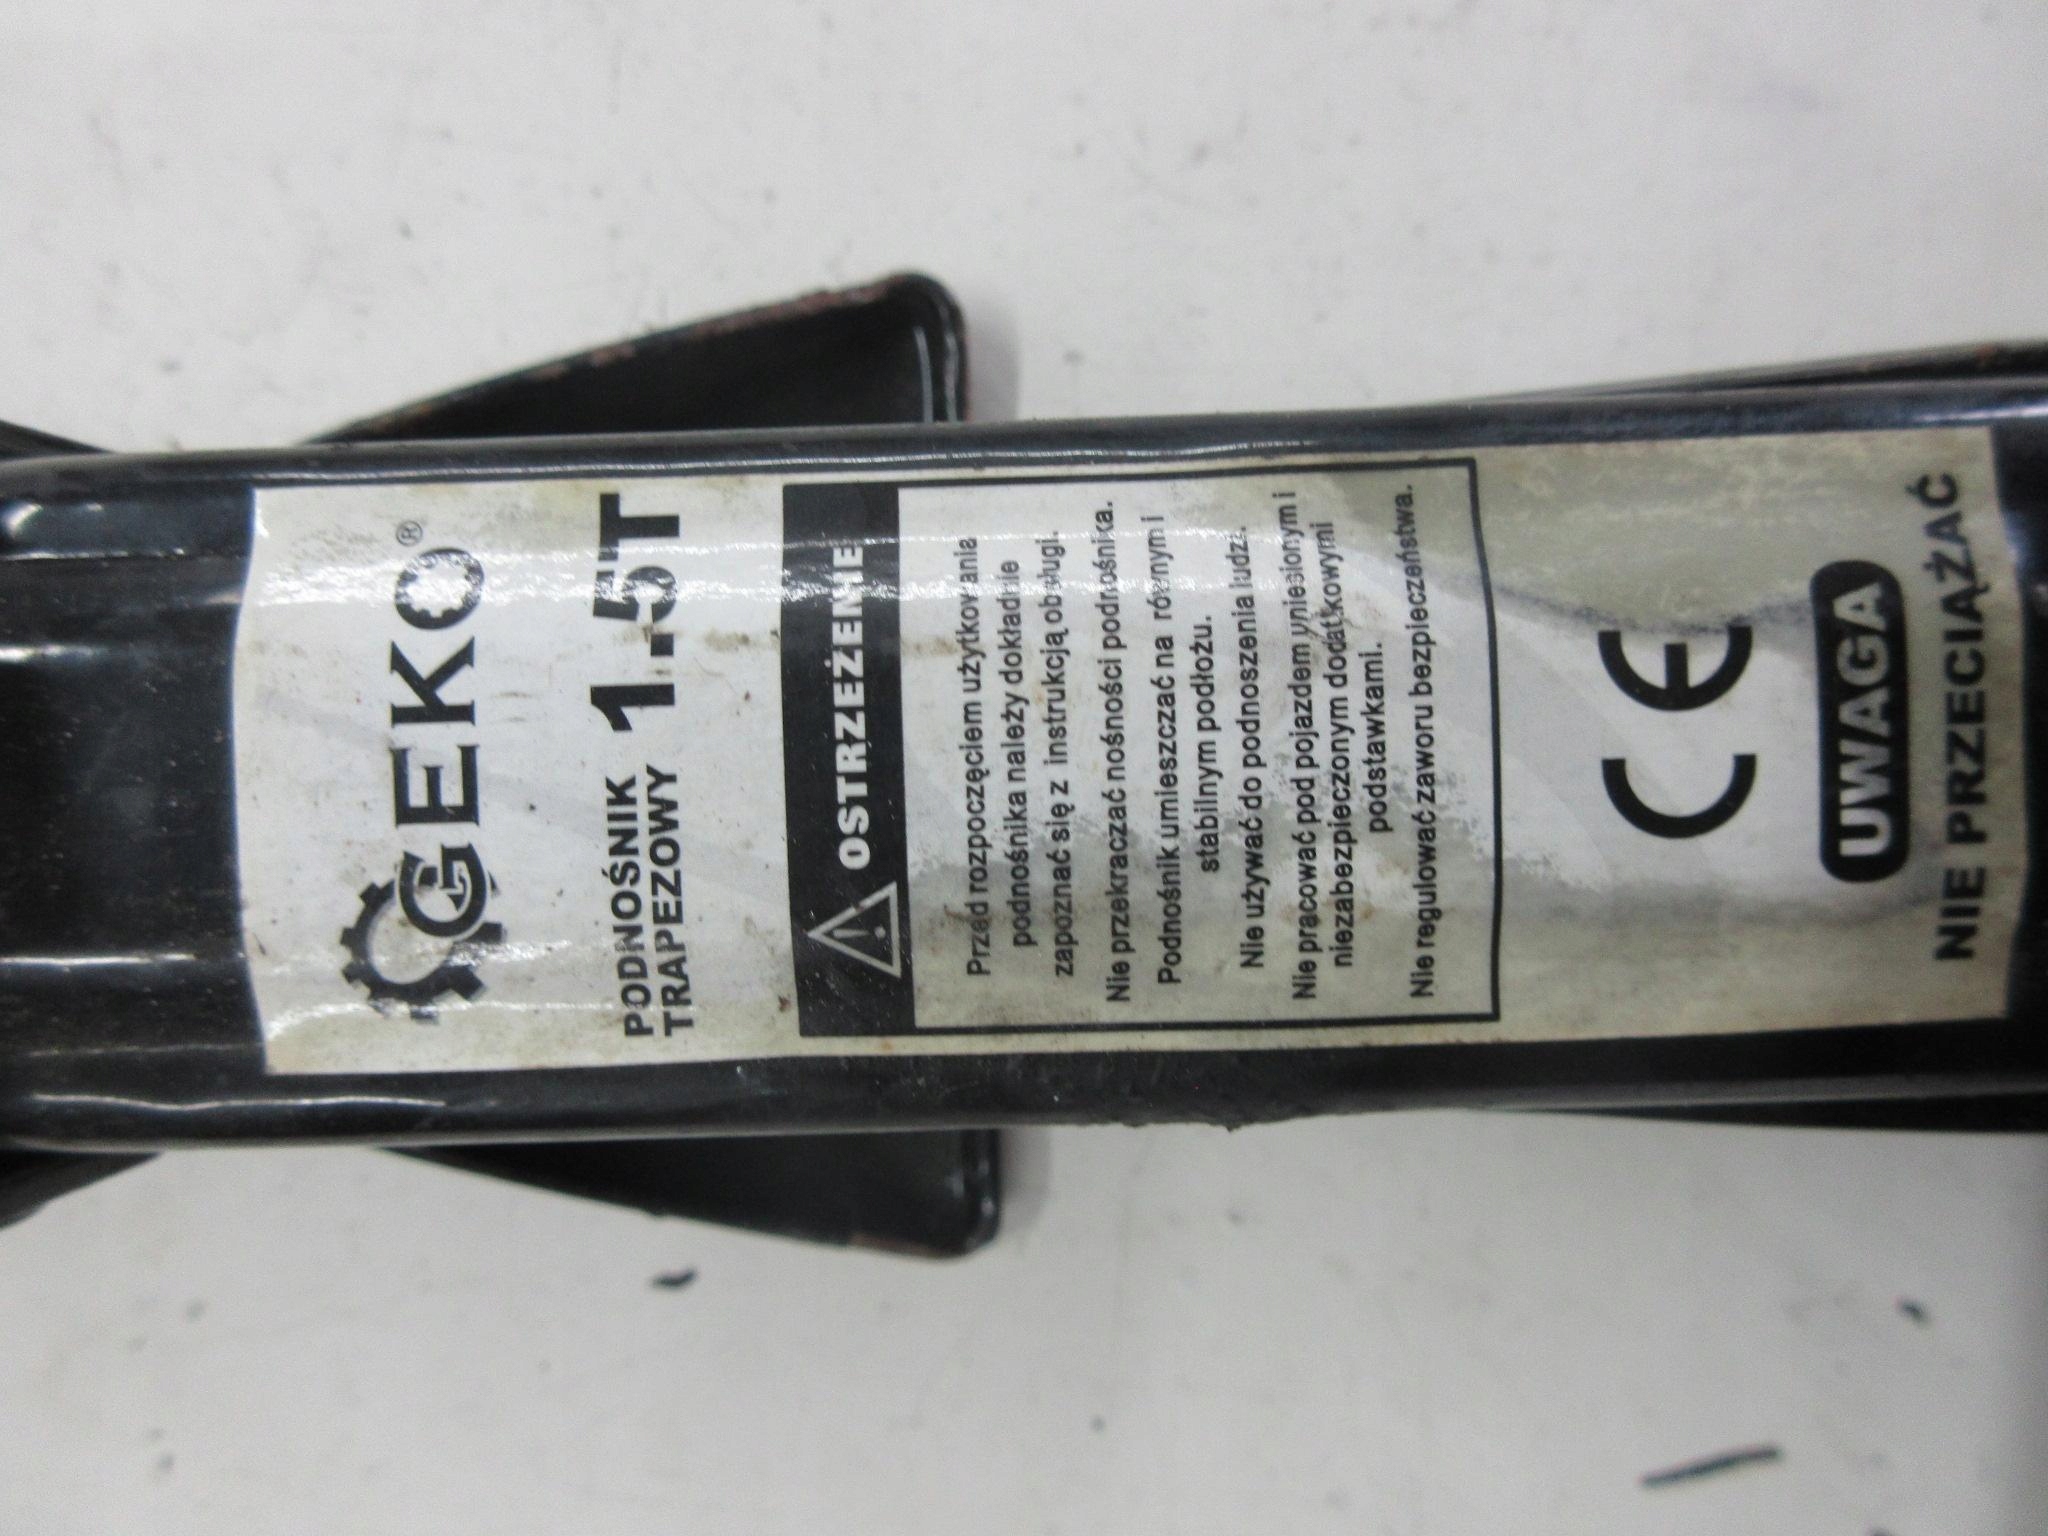 GEKO®
PODNOŚNIK
TRAPEZOWY 1.5T
OSTRZEŻENIE
Przed rozpoczęciem użytkowania
podnośnika należy dokładnie
zapoznać się z instrukcją obsługi.
Nie przekraczać nośności podnośnika.
Podnośnik umieszczać na równym i
stabilnym podłożu.
Nie używać do podnoszenia ludzi.
Nie pracować pod pojazdem uniesionym i
niezabezpieczonym dodatkowymi
podstawkami.
Nie regulować zaworu bezpieczeństwa.
CE
UWAGA
NIE PRZECIĄŻAĆ